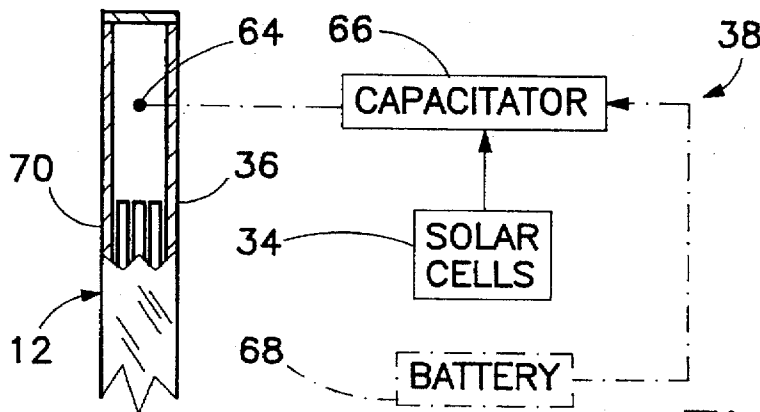 64
66
38
CAPACITATOR
70
36
34
SOLAR
CELLS
12
68
BATTERY